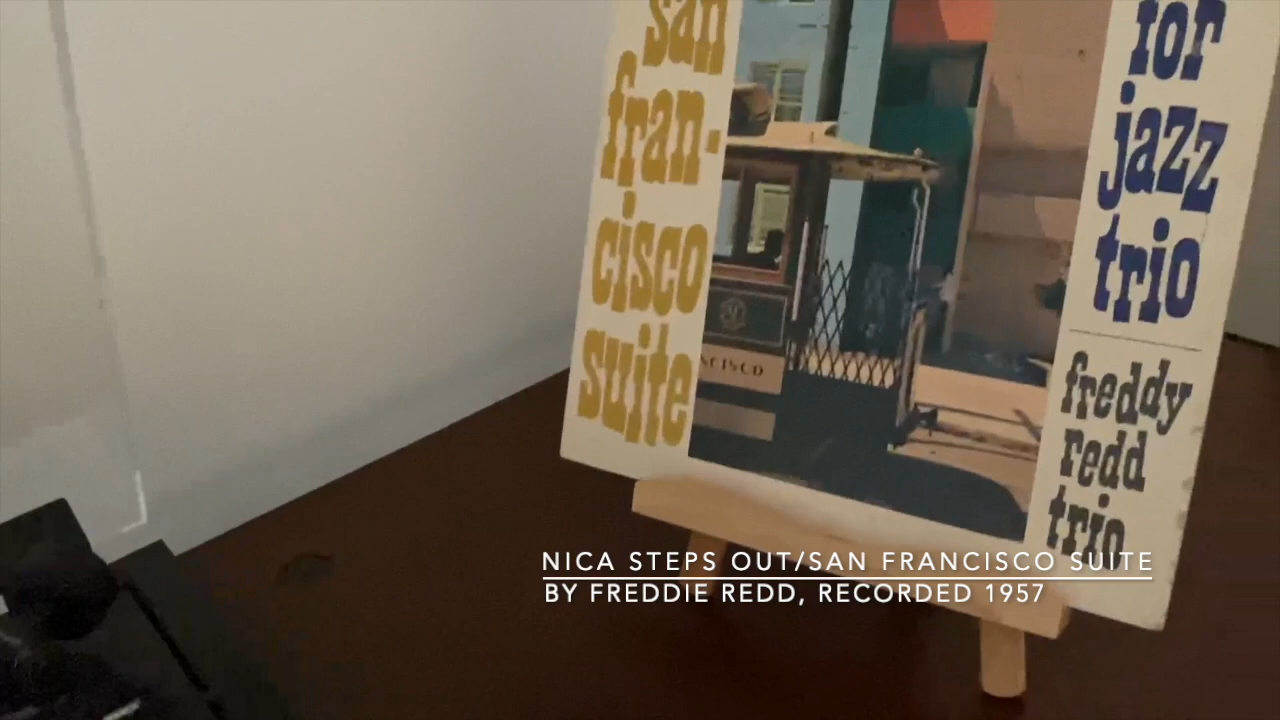 san
fran-
cisco
suite
NCISCO
for
jazz
trio
freddy
redd
trio
NICA STEPS OUT/SAN FRANCISCO SUITE
BY FREDDIE REDD, RECORDED 1957